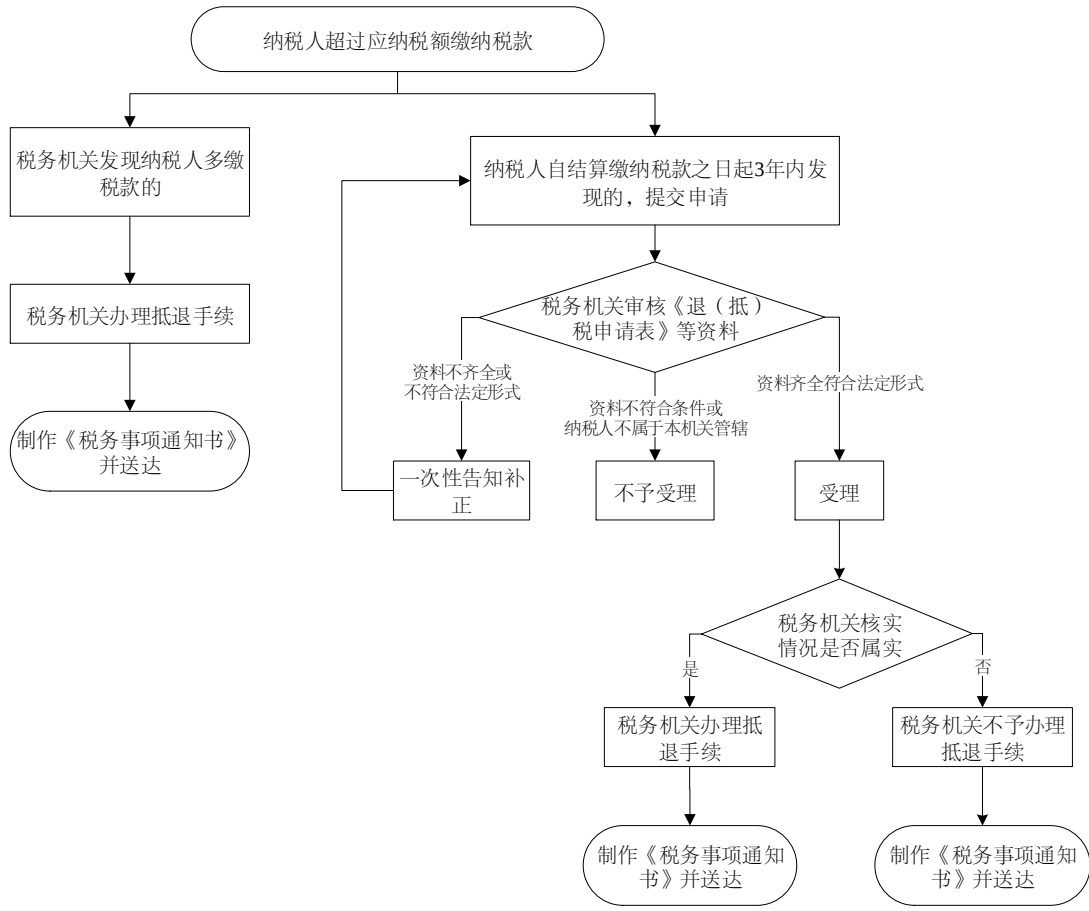 纳税人超过应纳税额缴纳税款
税务机关发现纳税人多缴
税款的
纳税人自结算缴纳税款之日起3年内发
现的，提交申请
税务机关办理抵退手续
税务机关审核《退（抵）
税申请表》等资料
资料不齐全或
不符合法定形式
资料不符合条件或
纳税人不属于本机关管辖
资料齐全符合法定形式
制作《税务事项通知书》
并送达
一次性告知补
正
不予受理
受理
税务机关核实
情况是否属实
是
否
税务机关办理抵
退手续
税务机关不予办理
抵退手续
制作《税务事项通知
书》并送达
制作《税务事项通知
书》并送达